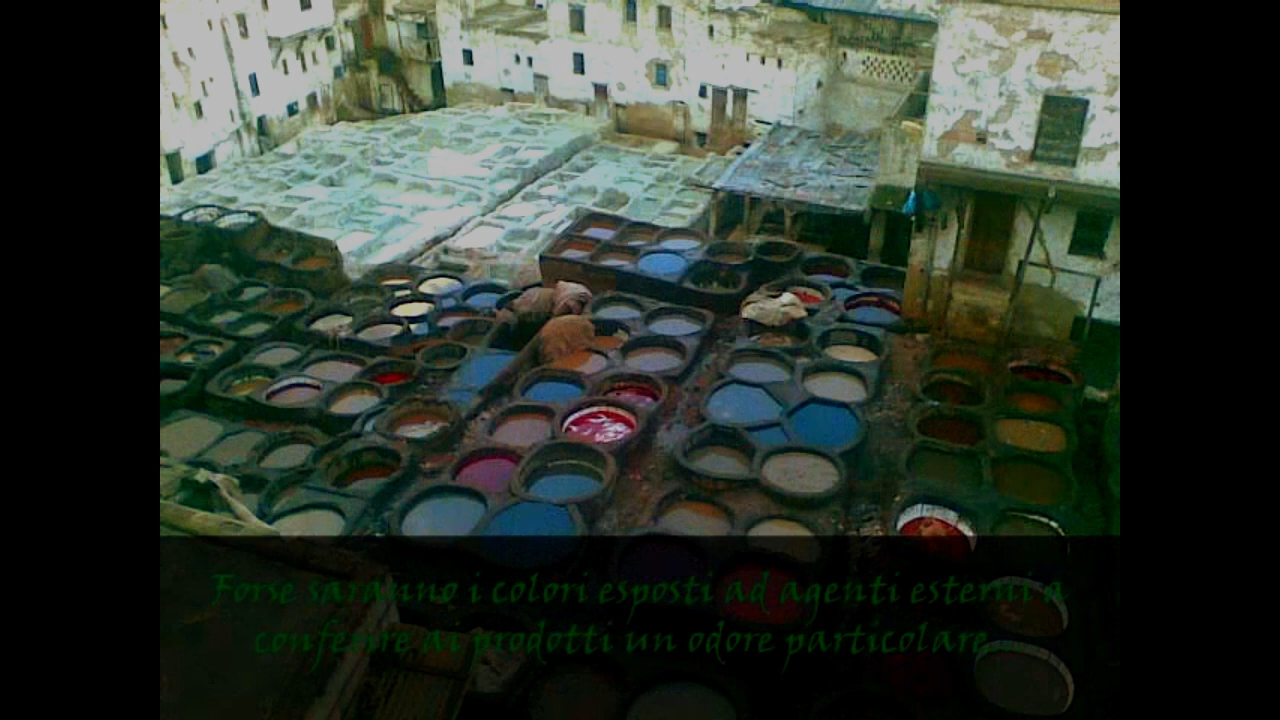 Forse saranno i colori esposti ad agenti esterni a
conferire ai prodotti un odore particolare...